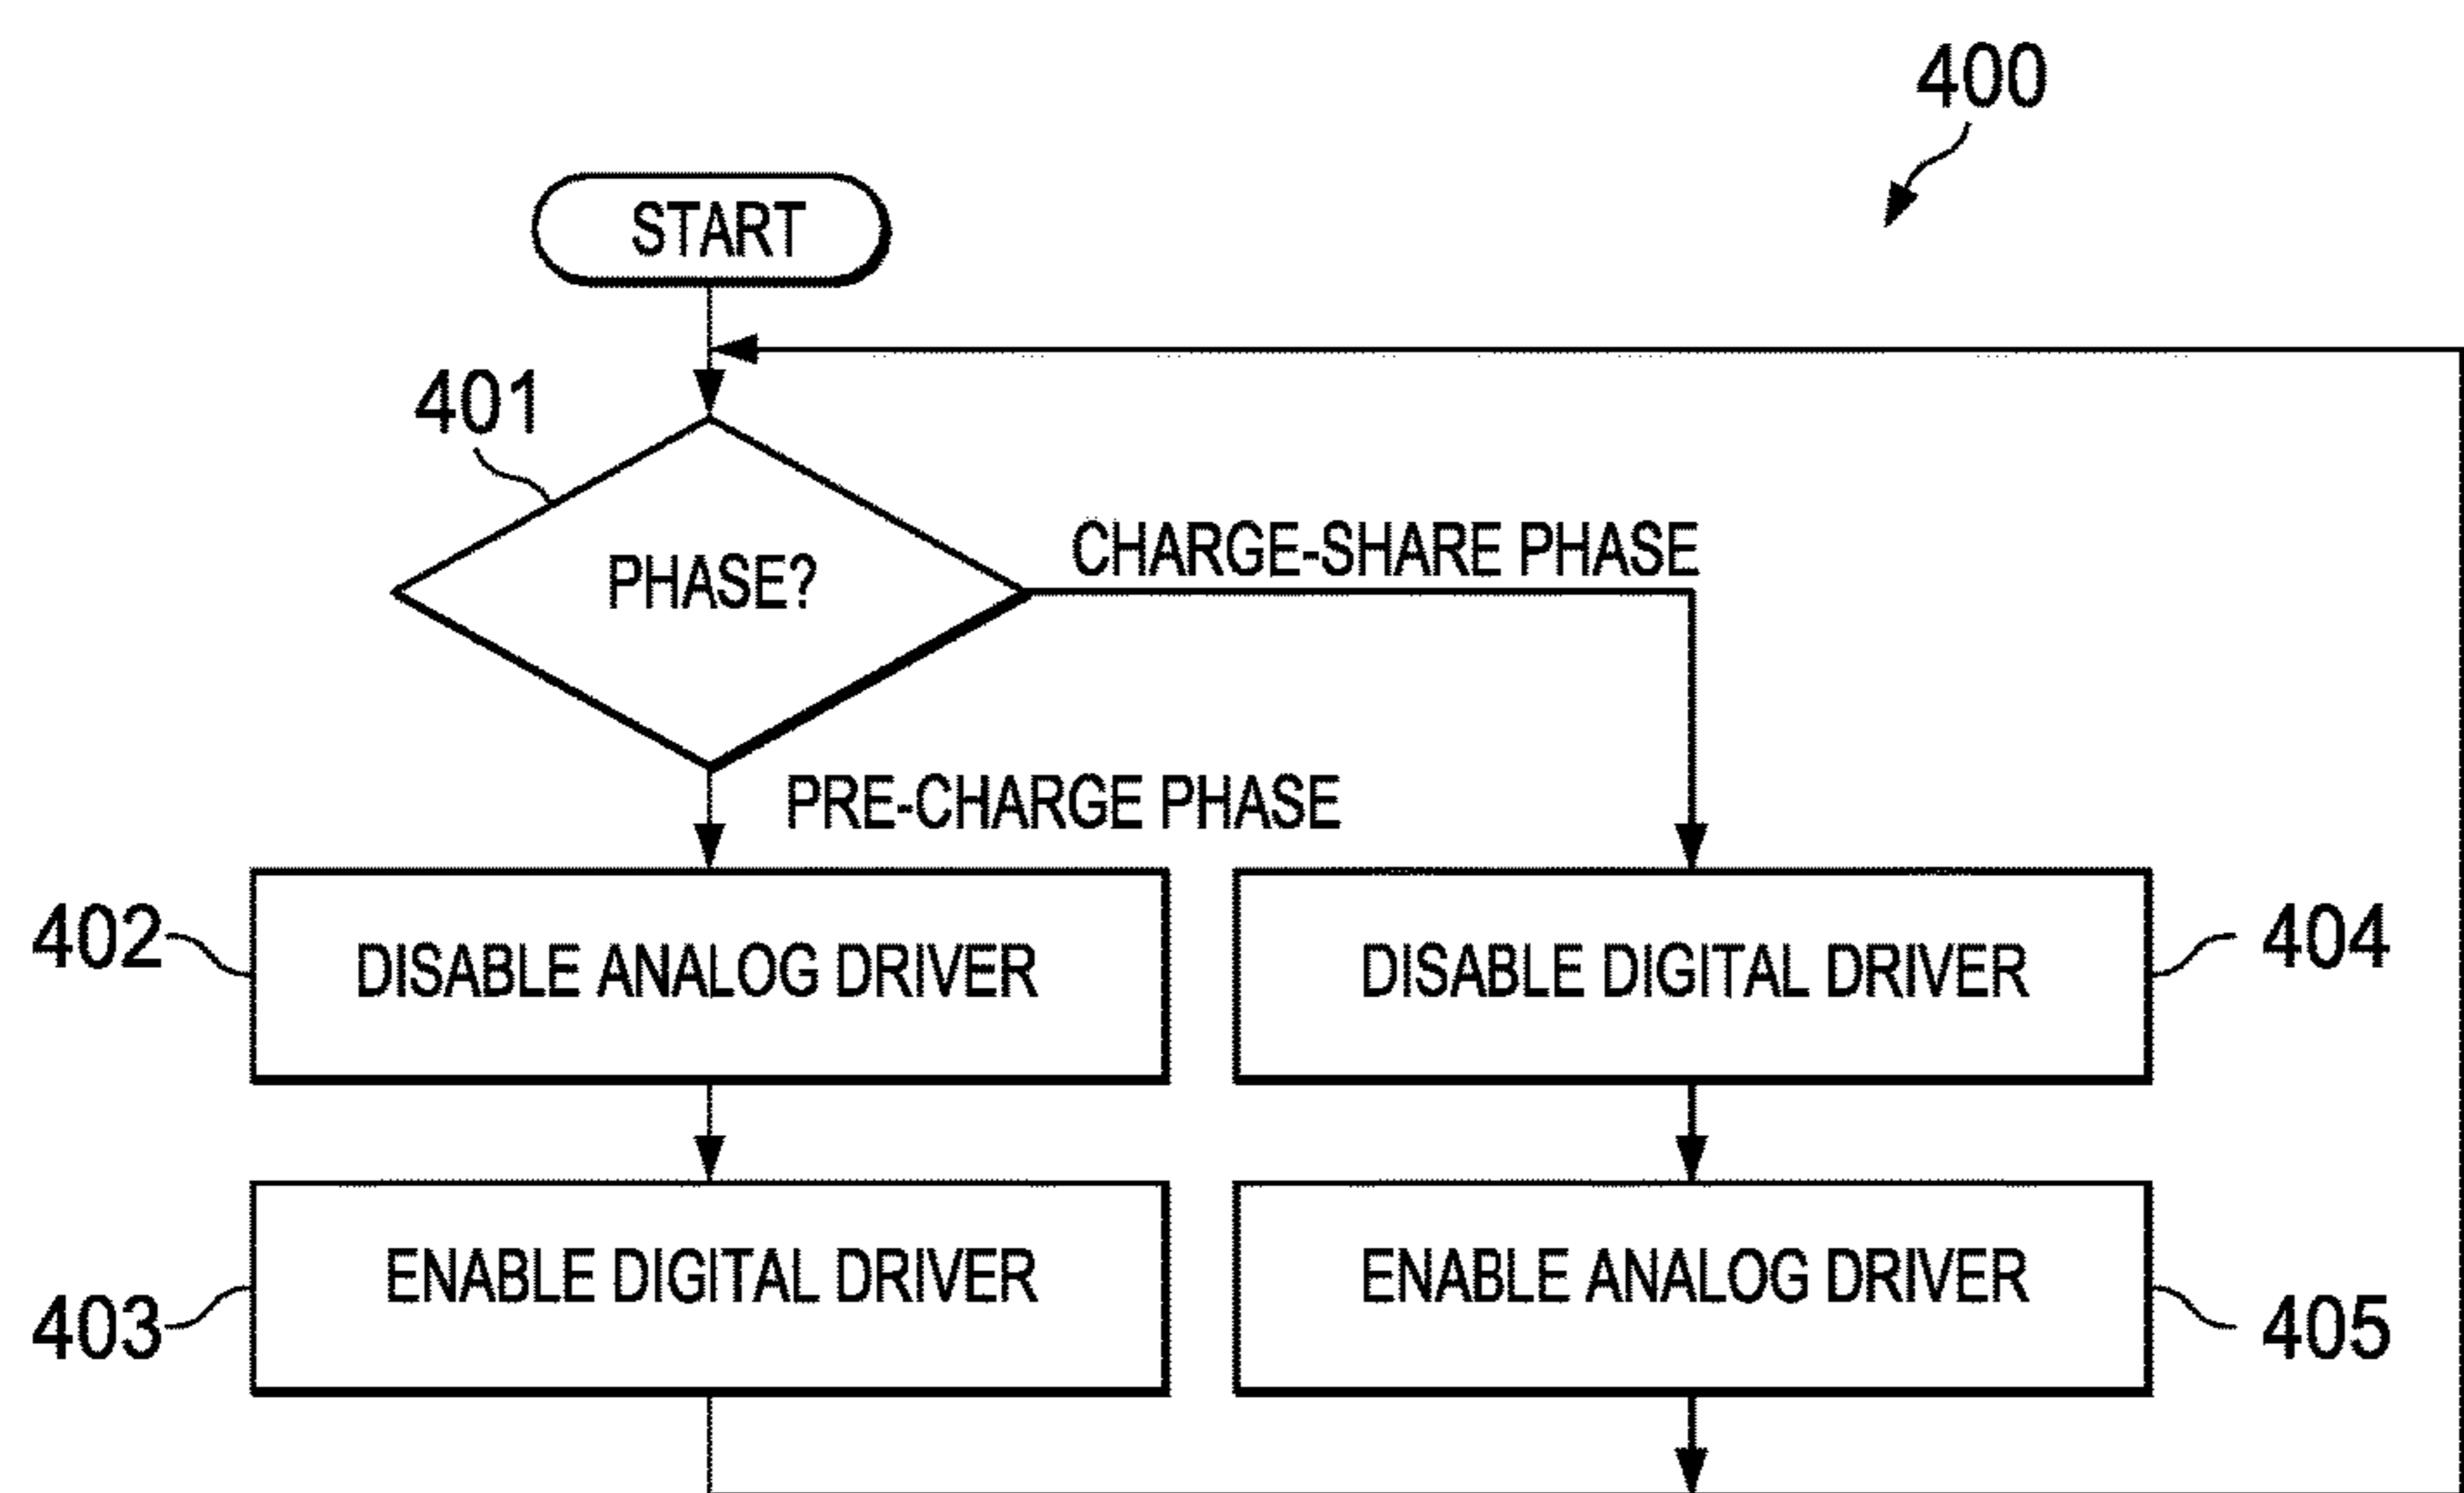 400
START
401
PHASE?
CHARGE-SHARE PHASE
PRE-CHARGE PHASE
402
DISABLE ANALOG DRIVER
DISABLE DIGITAL DRIVER
404
403
ENABLE DIGITAL DRIVER
ENABLE ANALOG DRIVER
405